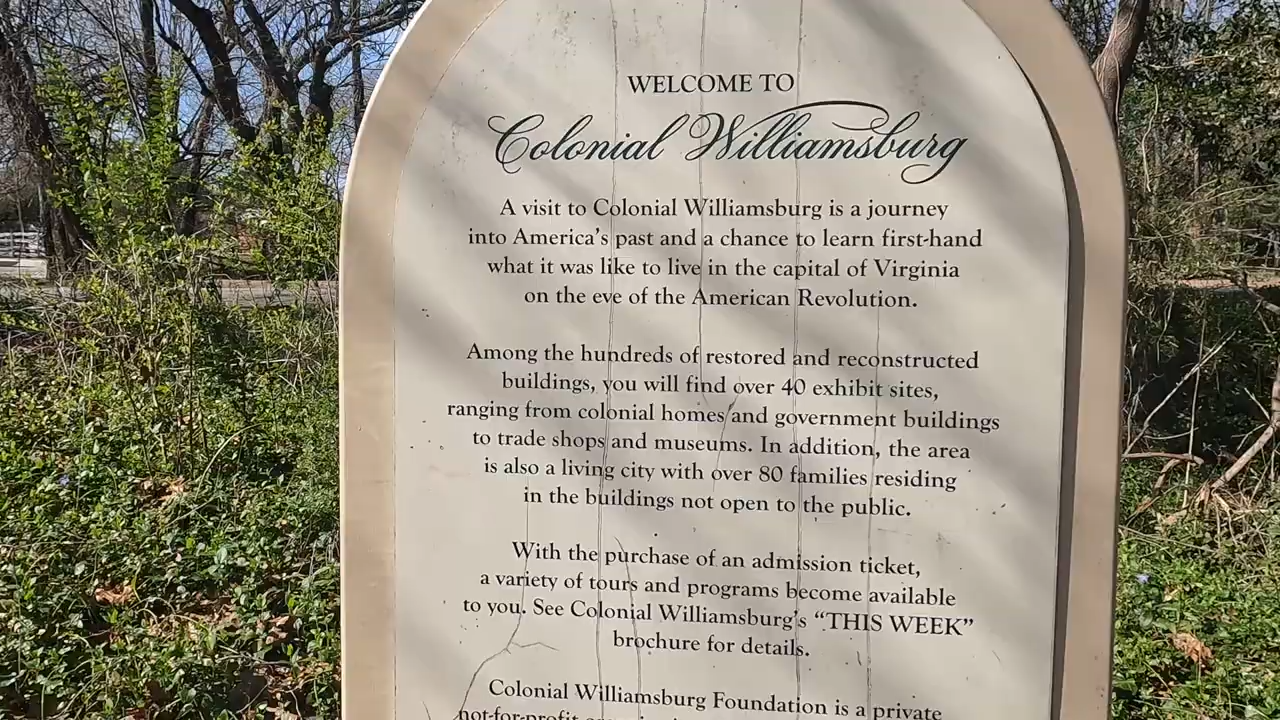 WELCOME TO
Colonial Williamsburg
A visit to Colonial Williamsburg is a journey
into America's past and a chance to learn first-hand
what it was like to live in the capital of Virginia
on the eve of the American Revolution.
Among the hundreds of restored and reconstructed
buildings, you will find over 40 exhibit sites,
ranging from colonial homes and government buildings
to trade shops and museums. In addition, the area
is also a living city with over 80 families residing
in the buildings not open to the public.
With the purchase of an admission ticket,
a variety of tours and programs become available
to you. See Colonial Williamsburg's “THIS WEEK”
brochure for details.
Colonial Williamsburg Foundation is a private
not-for-profit